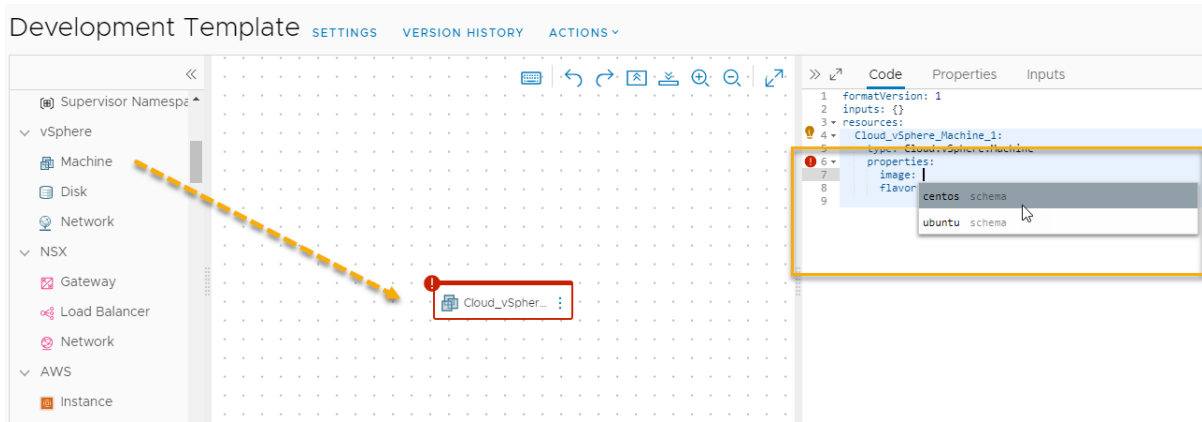 Development Template SETTINGS VERSION HISTORY ACTIONS
Supervisor Namespa
vSphere
Machine
Disk
Network
NSX
Gateway
Load Balancer
Network
AWS
Instance
Cloud_vSpher...
Code Properties Inputs
1 formatVersion: 1
2 inputs: {}
3 resources:
4 Cloud_vSphere_Machine_1:
5 type: Cloud.vSphere.Machine
6 properties:
7 image:
8 flavor
9
centos schema
ubuntu schema